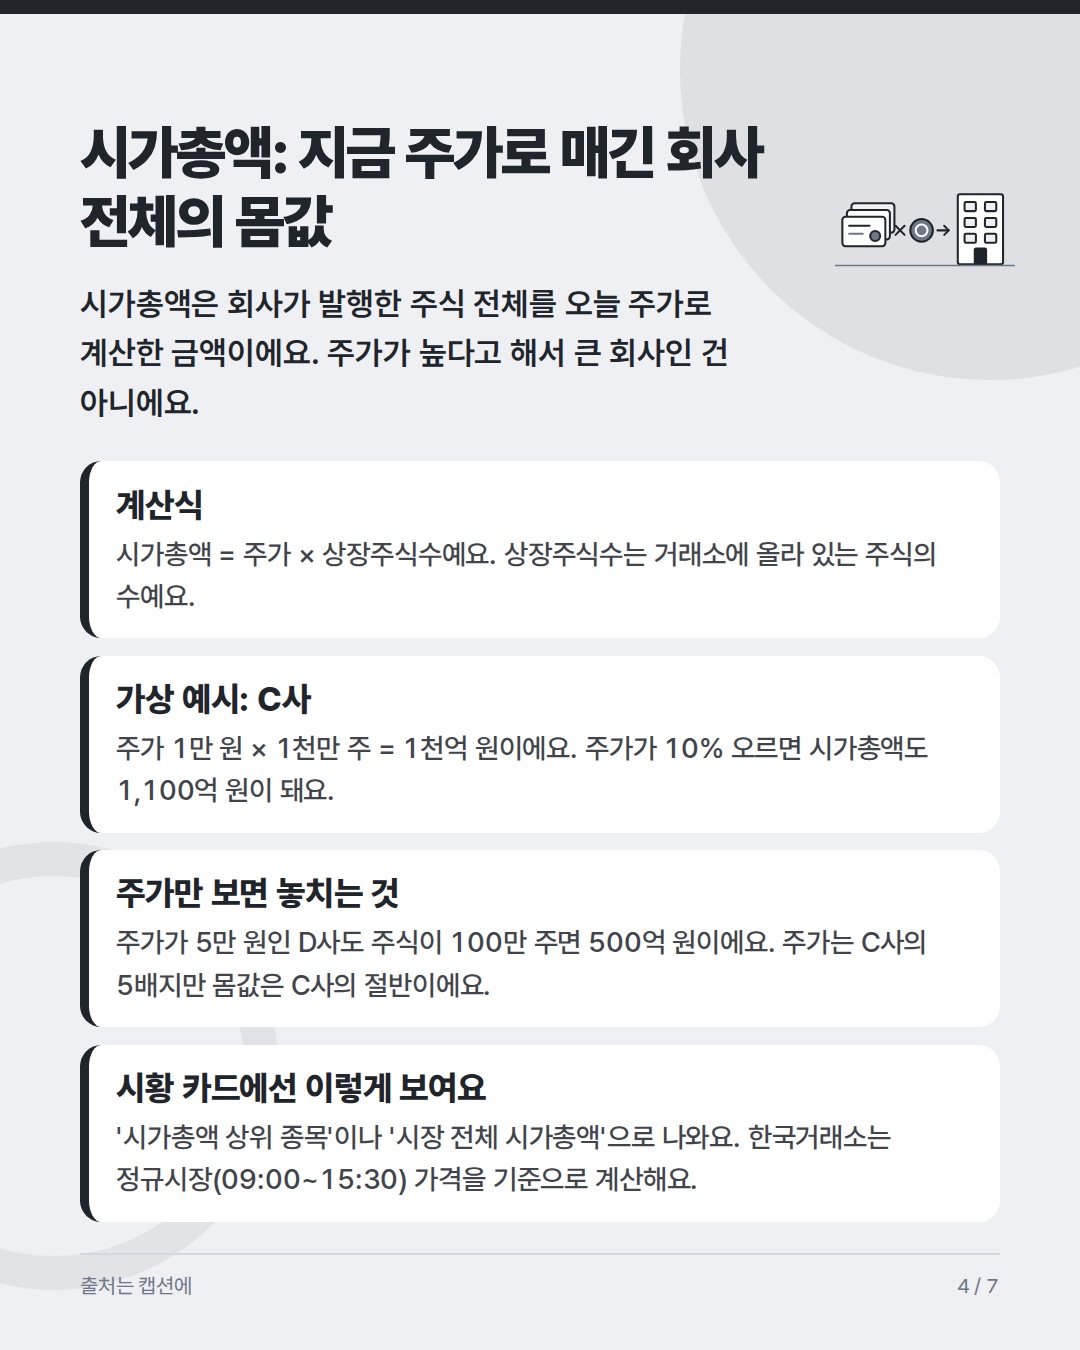 시가총액: 지금 주가로 매긴 회사
전체의 몸값
시가총액은 회사가 발행한 주식 전체를 오늘 주가로
계산한 금액이에요. 주가가 높다고 해서 큰 회사인 건
아니에요.
계산식
시가총액 = 주가 × 상장주식수예요. 상장주식수는 거래소에 올라 있는 주식의
수예요.
가상 예시: C사
주가 1만 원 × 1천만 주 = 1천억 원이에요. 주가가 10% 오르면 시가총액도
1,100억 원이 돼요.
주가만 보면 놓치는 것
주가가 5만 원인 D사도 주식이 100만 주면 500억 원이에요. 주가는 C사의
5배지만 몸값은 C사의 절반이에요.
시황 카드에선 이렇게 보여요
'시가총액 상위 종목'이나 '시장 전체 시가총액'으로 나와요. 한국거래소는
정규시장(09:00~15:30) 가격을 기준으로 계산해요.
출처는 캡션에
4 / 7